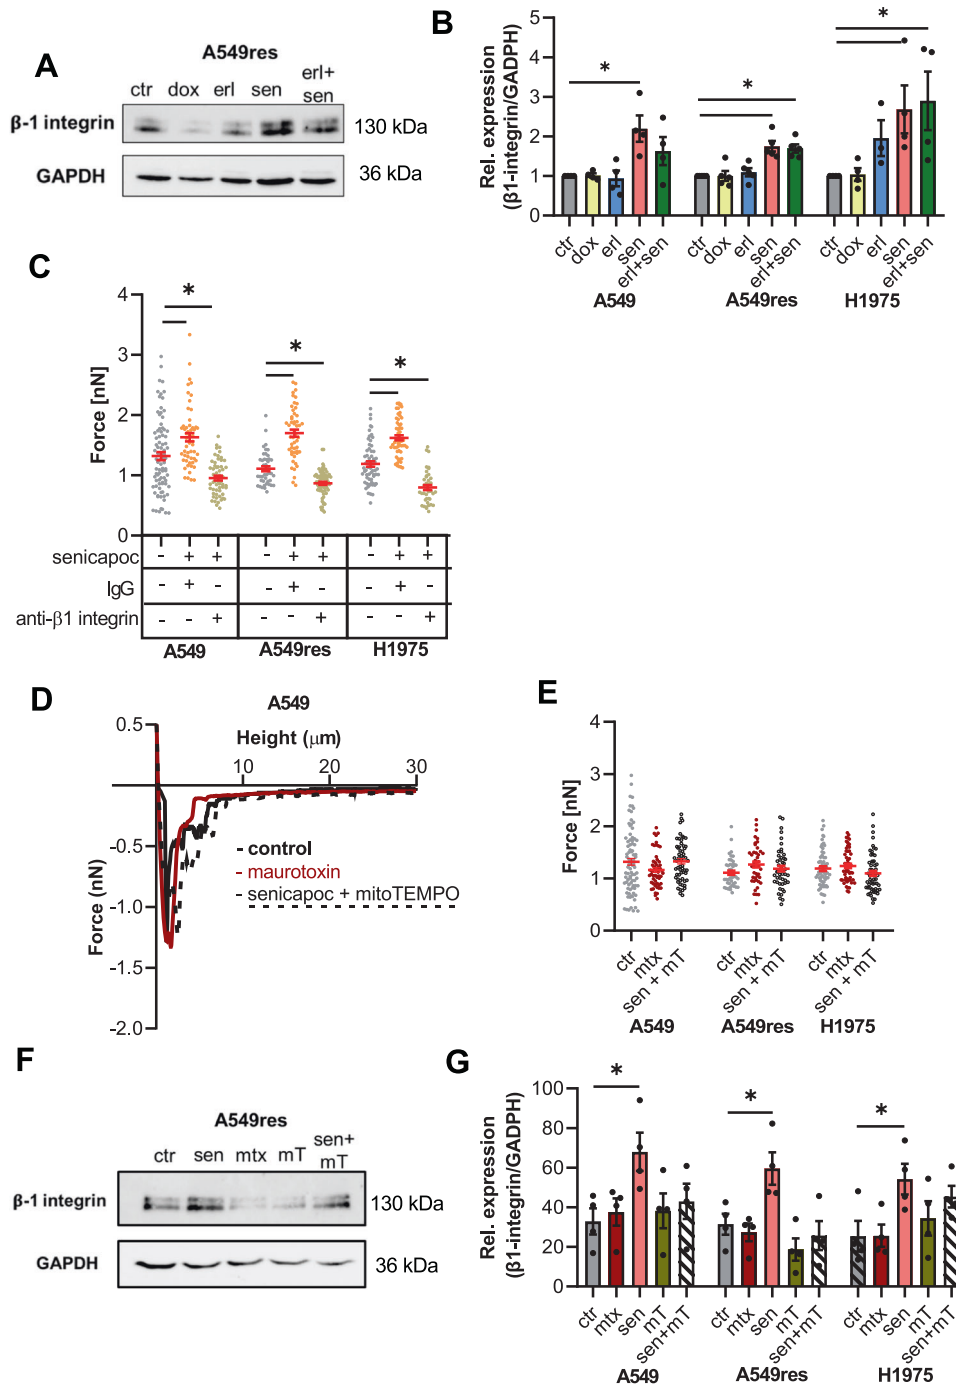 A
A549res
ctr dox erl sen erl+
sen
β-1 integrin
130 kDa
GAPDH
36 kDa
B
Rel. expression
(β1-integrin/GADPH)
5
4
3
2
1
0
*
*
*
ctr dox erl sen erl+sen
ctr dox erl sen erl+sen
ctr dox erl sen erl+sen
A549 A549res H1975
C
Force [nN]
4
3
2
1
0
*
*
*
senicapoc - + + - + + - + +
IgG - + - - + - - + -
anti-β1 integrin - - + - - + - - +
A549 A549res H1975
D
A549
Height (μm)
10 20 30
Force (nN)
0.5
-0.5
-1.0
-1.5
-2.0
- control
- maurotoxin
- senicapoc + mitoTEMPO
E
Force [nN]
4
3
2
1
0
ctr mtx sen + mT
ctr mtx sen + mT
ctr mtx sen + mT
A549 A549res H1975
F
A549res
ctr sen mtx mT sen+
mT
β-1 integrin
130 kDa
GAPDH
36 kDa
G
Rel. expression
(β1-integrin/GADPH)
100
80
60
40
20
0
*
*
*
ctr mtx sen mT sen+mT
ctr mtx sen mT sen+mT
ctr mtx sen mT sen+mT
A549 A549res H1975